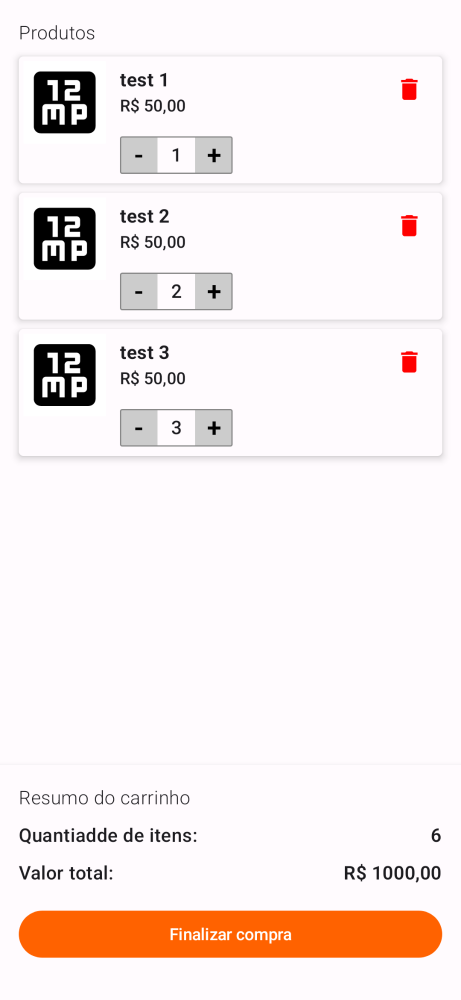 Produtos
12
MP
test 1
R$ 50,00
- 1 +
12
MP
test 2
R$ 50,00
- 2 +
12
MP
test 3
R$ 50,00
- 3 +
Resumo do carrinho
Quantiadde de itens: 6
Valor total: R$ 1000,00
Finalizar compra